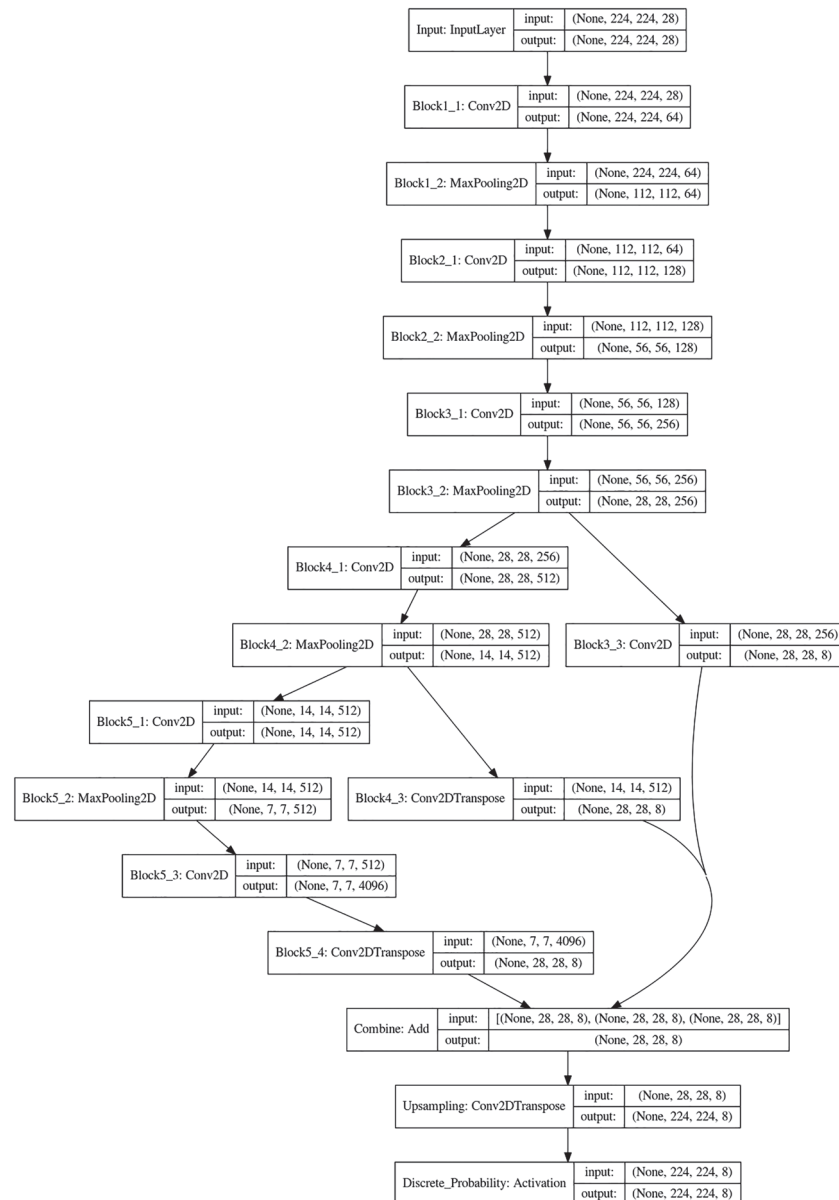 Input: InputLayer
input: (None, 224, 224, 28)
output: (None, 224, 224, 28)
Block1_1: Conv2D
input: (None, 224, 224, 28)
output: (None, 224, 224, 64)
Block1_2: MaxPooling2D
input: (None, 224, 224, 64)
output: (None, 112, 112, 64)
Block2_1: Conv2D
input: (None, 112, 112, 64)
output: (None, 112, 112, 128)
Block2_2: MaxPooling2D
input: (None, 112, 112, 128)
output: (None, 56, 56, 128)
Block3_1: Conv2D
input: (None, 56, 56, 128)
output: (None, 56, 56, 256)
Block3_2: MaxPooling2D
input: (None, 56, 56, 256)
output: (None, 28, 28, 256)
Block4_1: Conv2D
input: (None, 28, 28, 256)
output: (None, 28, 28, 512)
Block4_2: MaxPooling2D
input: (None, 28, 28, 512)
output: (None, 14, 14, 512)
Block3_3: Conv2D
input: (None, 28, 28, 256)
output: (None, 28, 28, 8)
Block5_1: Conv2D
input: (None, 14, 14, 512)
output: (None, 14, 14, 512)
Block5_2: MaxPooling2D
input: (None, 14, 14, 512)
output: (None, 7, 7, 512)
Block4_3: Conv2DTranspose
input: (None, 14, 14, 512)
output: (None, 28, 28, 8)
Block5_3: Conv2D
input: (None, 7, 7, 512)
output: (None, 7, 7, 4096)
Block5_4: Conv2DTranspose
input: (None, 7, 7, 4096)
output: (None, 28, 28, 8)
Combine: Add
input: [(None, 28, 28, 8), (None, 28, 28, 8), (None, 28, 28, 8)]
output: (None, 28, 28, 8)
Upsampling: Conv2DTranspose
input: (None, 28, 28, 8)
output: (None, 224, 224, 8)
Discrete_Probability: Activation
input: (None, 224, 224, 8)
output: (None, 224, 224, 8)